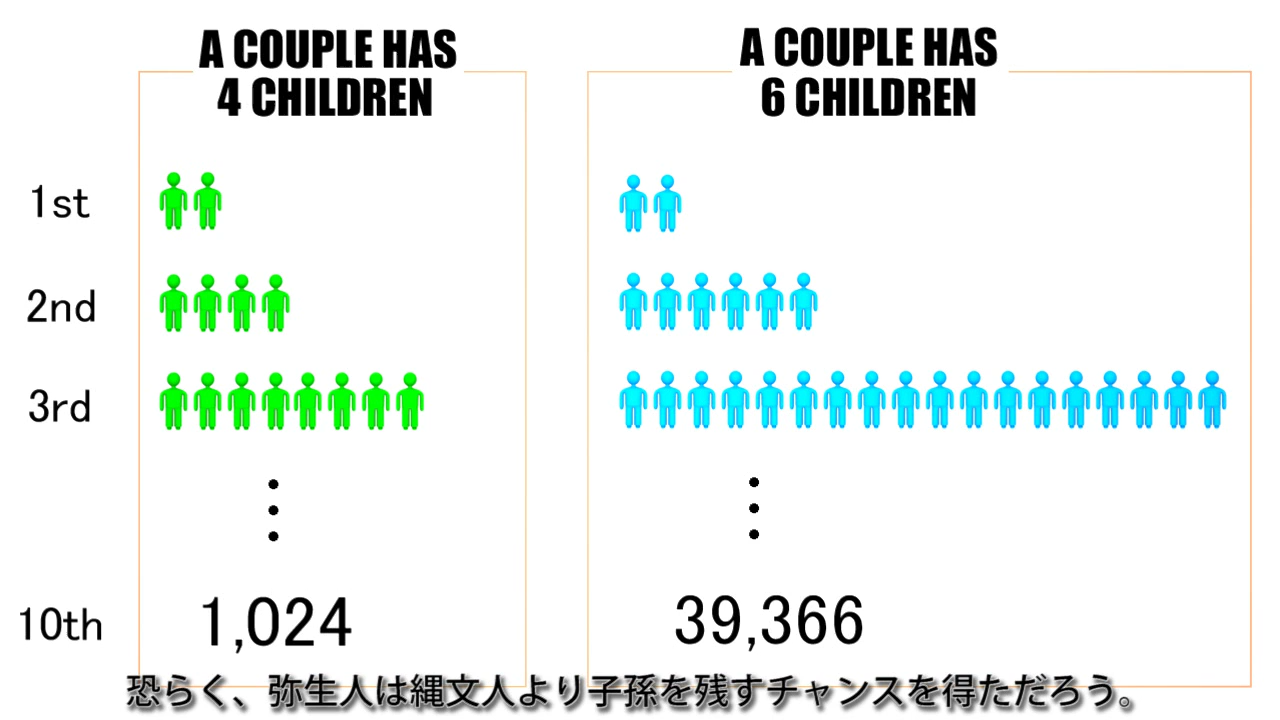 A COUPLE HAS
4 CHILDREN
A COUPLE HAS
6 CHILDREN
1st
2nd
3rd
10th
1,024
39,366
恐らく、弥生人は縄文人より子孫を残すチャンスを得ただろう。